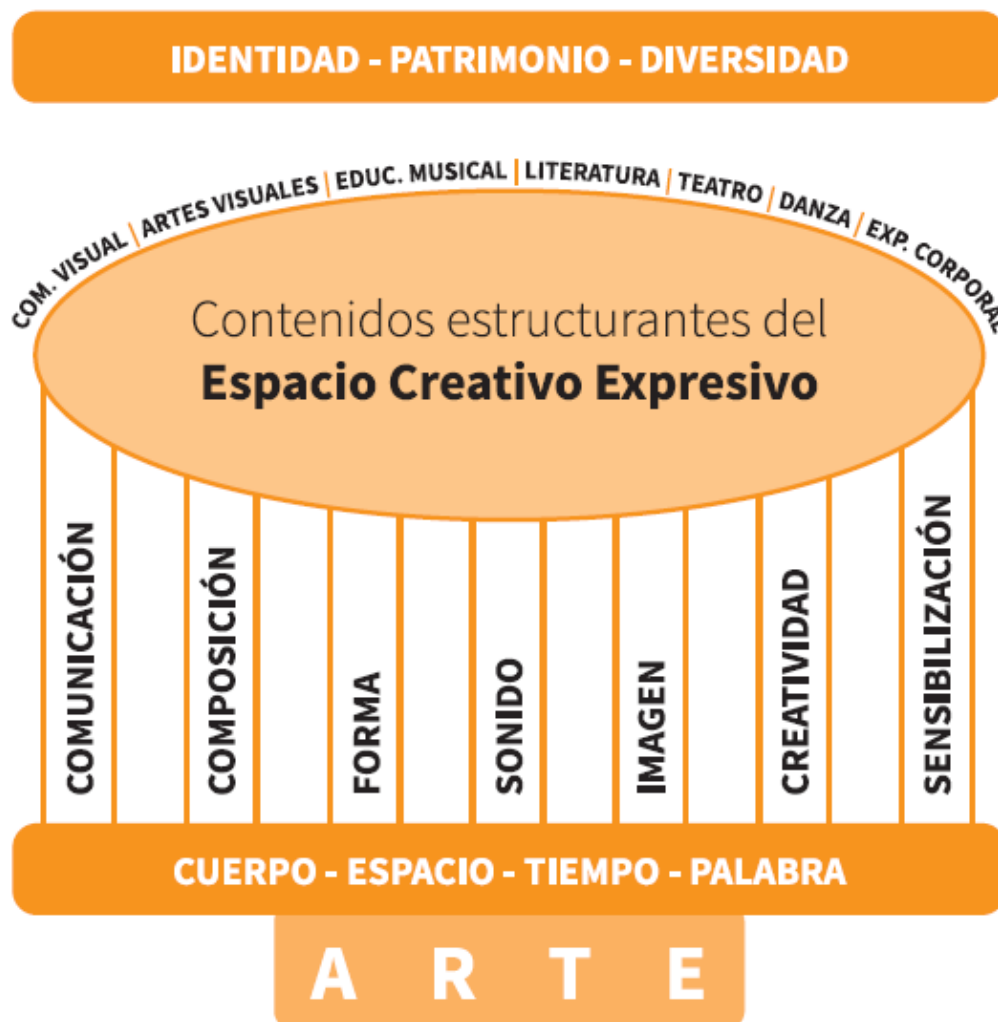 IDENTIDAD - PATRIMONIO - DIVERSIDAD
COM. VISUAL | ARTES VISUALES | EDUC. MUSICAL | LITERATURA | TEATRO | DANZA | EXP. CORPORAL
Contenidos estructurantes del
Espacio Creativo Expresivo
COMUNICACIÓN
COMPOSICIÓN
FORMA
SONIDO
IMAGEN
CREATIVIDAD
SENSIBILIZACIÓN
CUERPO - ESPACIO - TIEMPO - PALABRA
A R T E